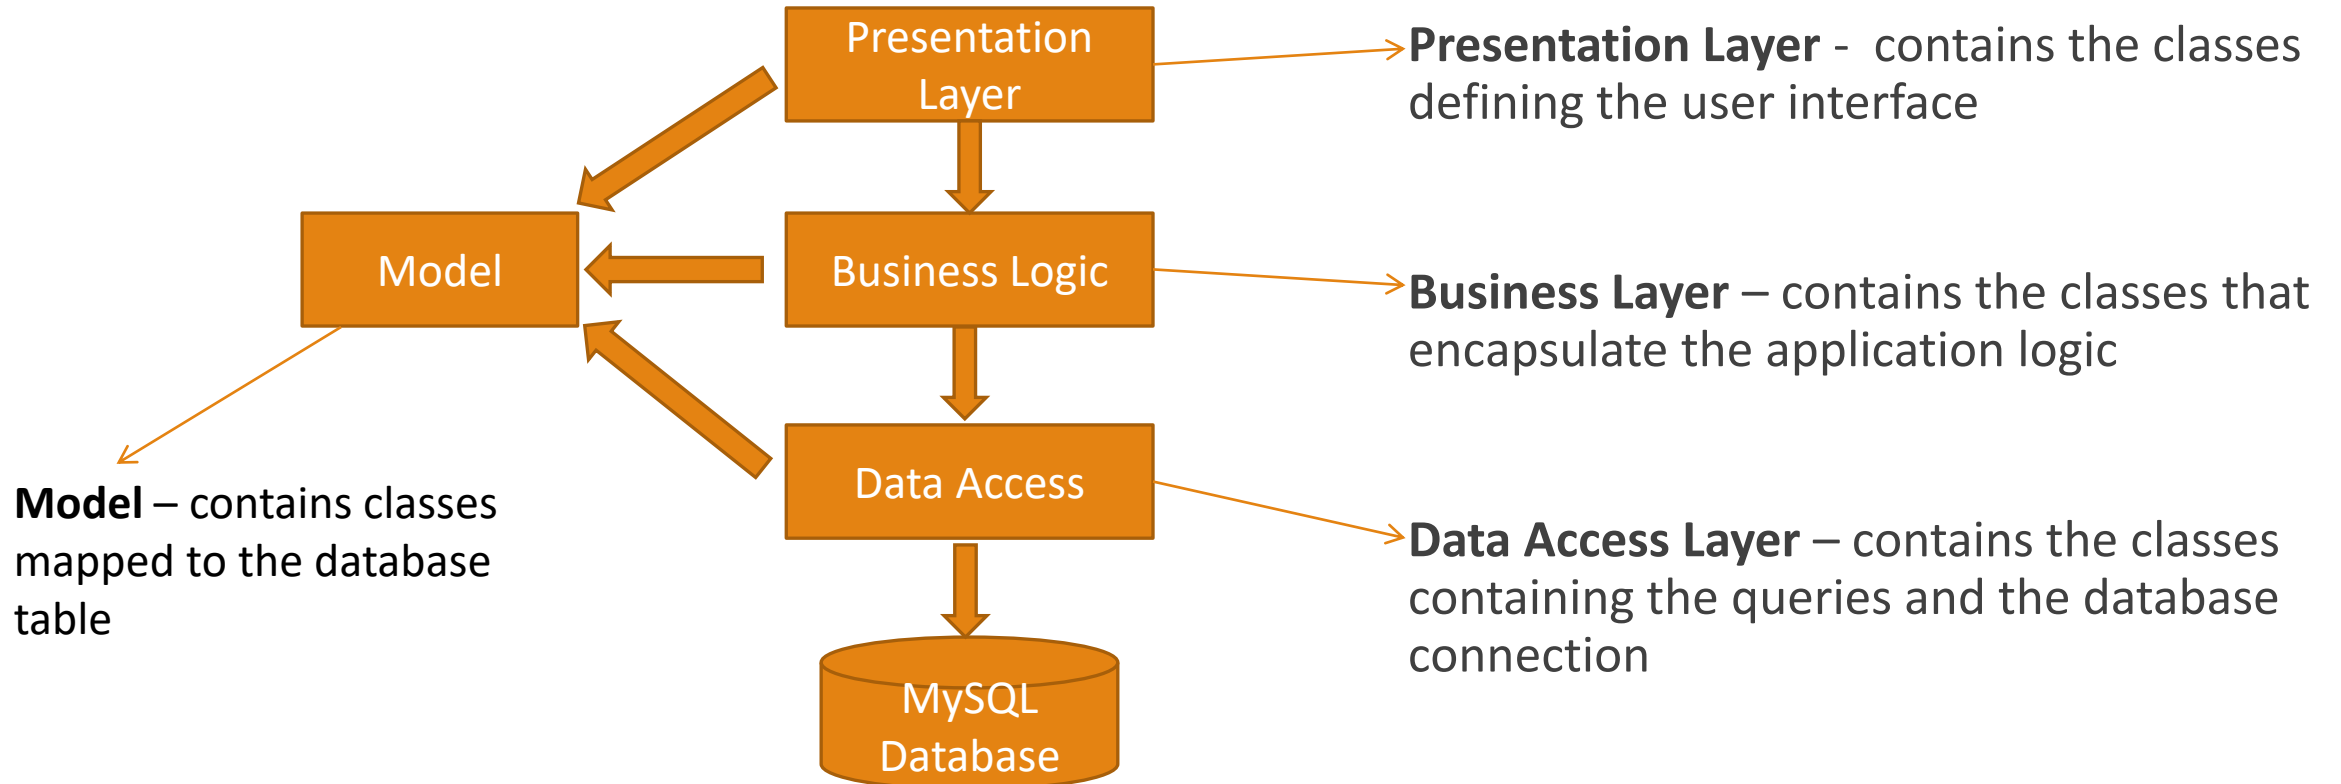 Presentation
Layer
Presentation Layer - contains the classes
defining the user interface
Model
Business Logic
Business Layer – contains the classes that
encapsulate the application logic
Data Access
Model – contains classes
mapped to the database
table
Data Access Layer – contains the classes
containing the queries and the database
connection
MySQL
Database